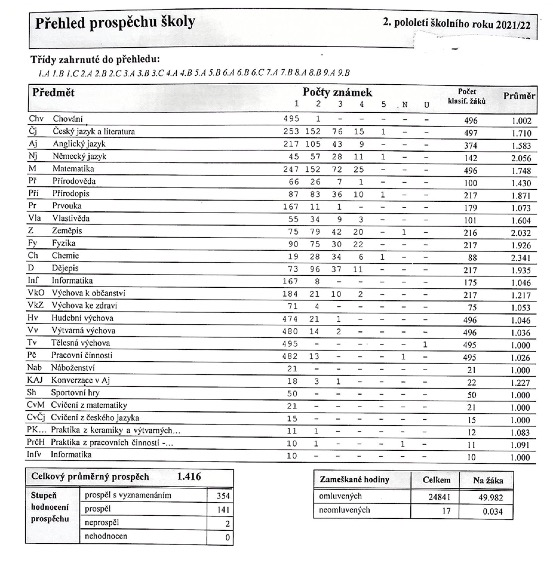 Přehled prospěchu školy 2. pololetí školního roku 2021/22
Třídy zahrnuté do přehledu:
1.A 1.B 1.C 2.A 2.B 2.C 3.A 3.B 3.C 4.A 4.B 5.A 5.B 6.A 6.B 6.C 7.A 7.B 8.A 8.B 9.A 9.B
Předmět Počty známek Počet klasif. žáků Průměr
1 2 3 4 5 N U
Chv Chování 495 1 - - - - - 496 1.002
Čj Český jazyk a literatura 253 152 76 15 1 - - 497 1.710
Aj Anglický jazyk 217 105 43 9 - - - 374 1.583
Nj Německý jazyk 45 57 28 11 1 - - 142 2.056
M Matematika 247 152 72 25 - - - 496 1.748
Př Přírodověda 66 26 7 1 - - - 100 1.430
Při Přírodopis 87 83 36 10 1 - - 217 1.871
Pr Prvouka 167 11 1 - - - - 179 1.073
Vla Vlastivěda 55 34 9 3 - - - 101 1.604
Z Zeměpis 75 79 42 20 - 1 - 216 2.032
Fy Fyzika 90 75 30 22 - - - 217 1.926
Ch Chemie 19 28 34 6 1 - - 88 2.341
D Dějepis 73 96 37 11 - - - 217 1.935
Inf Informatika 167 8 - - - - - 175 1.046
VkO Výchova k občanství 184 21 10 2 - - - 217 1.217
VkZ Výchova ke zdraví 71 4 - - - - - 75 1.053
Hv Hudební výchova 474 21 1 - - - - 496 1.046
Vv Výtvarná výchova 480 14 2 - - - - 496 1.036
Tv Tělesná výchova 495 - - - - - 1 495 1.000
Pč Pracovní činnosti 482 13 - - - 1 - 495 1.026
Nab Náboženství 21 - - - - - - 21 1.000
KAJ Konverzace v Aj 18 3 1 - - - - 22 1.227
Sh Sportovní hry 50 - - - - - - 50 1.000
CvM Cvičení z matematiky 21 - - - - - - 21 1.000
CvČj Cvičení z českého jazyka 15 - - - - - - 15 1.000
PK... Praktika z keramiky a výtvarných... 11 1 - - - - - 12 1.083
PrčH Praktika z pracovních činností -... 10 1 - - - 1 - 11 1.091
Infv Informatika 10 - - - - - - 10 1.000
Celkový průměrný prospěch 1.416
Stupeň hodnocení prospěchu
prospěl s vyznamenáním 354
prospěl 141
neprospěl 2
nehodnocen 0
Zameškané hodiny Celkem Na žáka
omluvených 24841 49.982
neomluvených 17 0.034